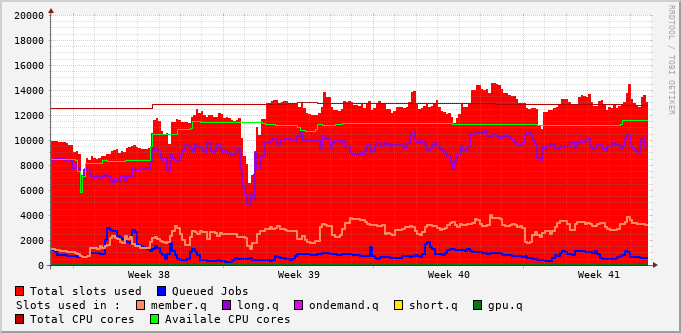 20000
18000
16000
14000
12000
10000
8000
6000
4000
2000
0
Week 38 Week 39 Week 40 Week 41
RRDTOOL / TOBI OETIKER
Total slots used Queued Jobs
Slots used in : member.q long.q ondemand.q short.q gpu.q
Total CPU cores Availale CPU cores